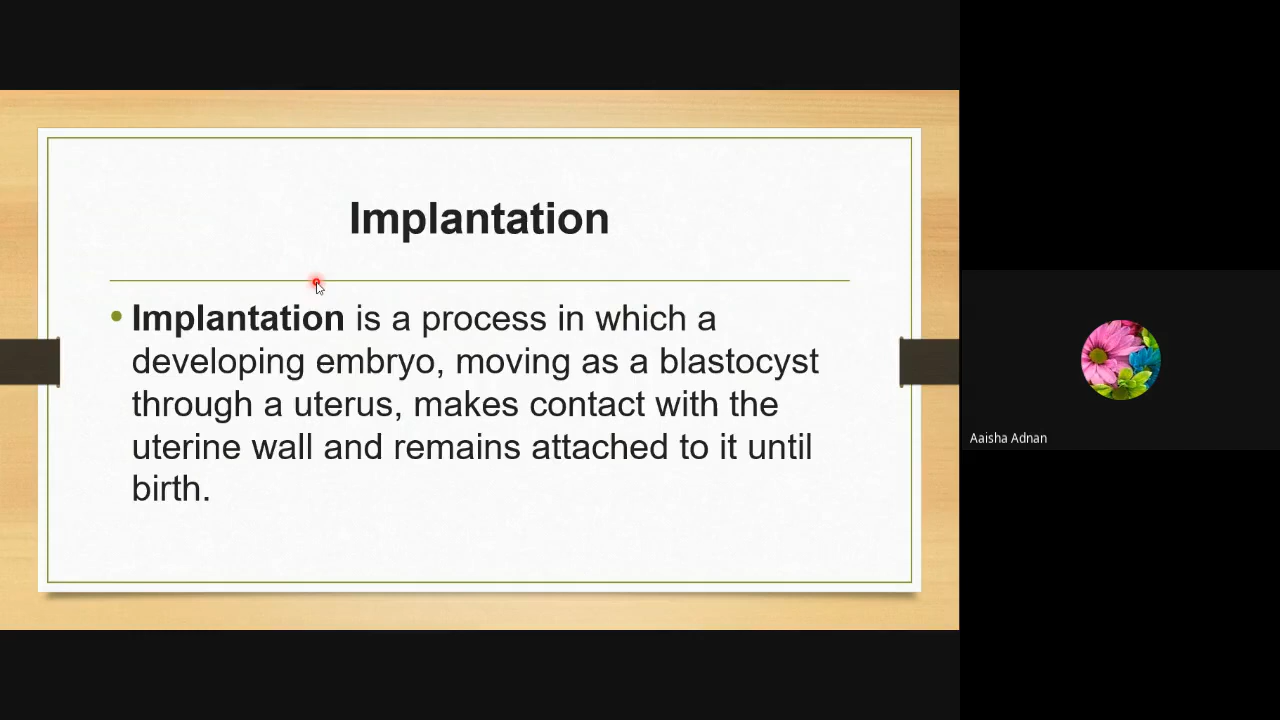 Implantation
• Implantation is a process in which a
developing embryo, moving as a blastocyst
through a uterus, makes contact with the
uterine wall and remains attached to it until
birth.
Aaisha Adnan